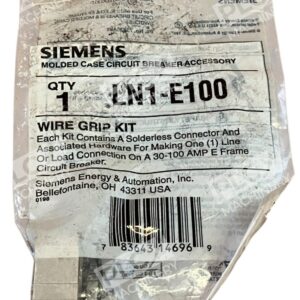 SIEMENS
MOLDED CASE CIRCUIT BREAKER ACCESSORY
QTY
1 LN1-E100
WIRE GRIP KIT
Each Kit Contains A Solderless Connector And
Associated Hardware For Making One (1) Line
Or Load Connection On A 30-100 AMP E Frame
Circuit Breaker.
Siemens Energy & Automation, Inc.
Bellefontaine, OH 43311 USA
0198
7 83643 14696 9